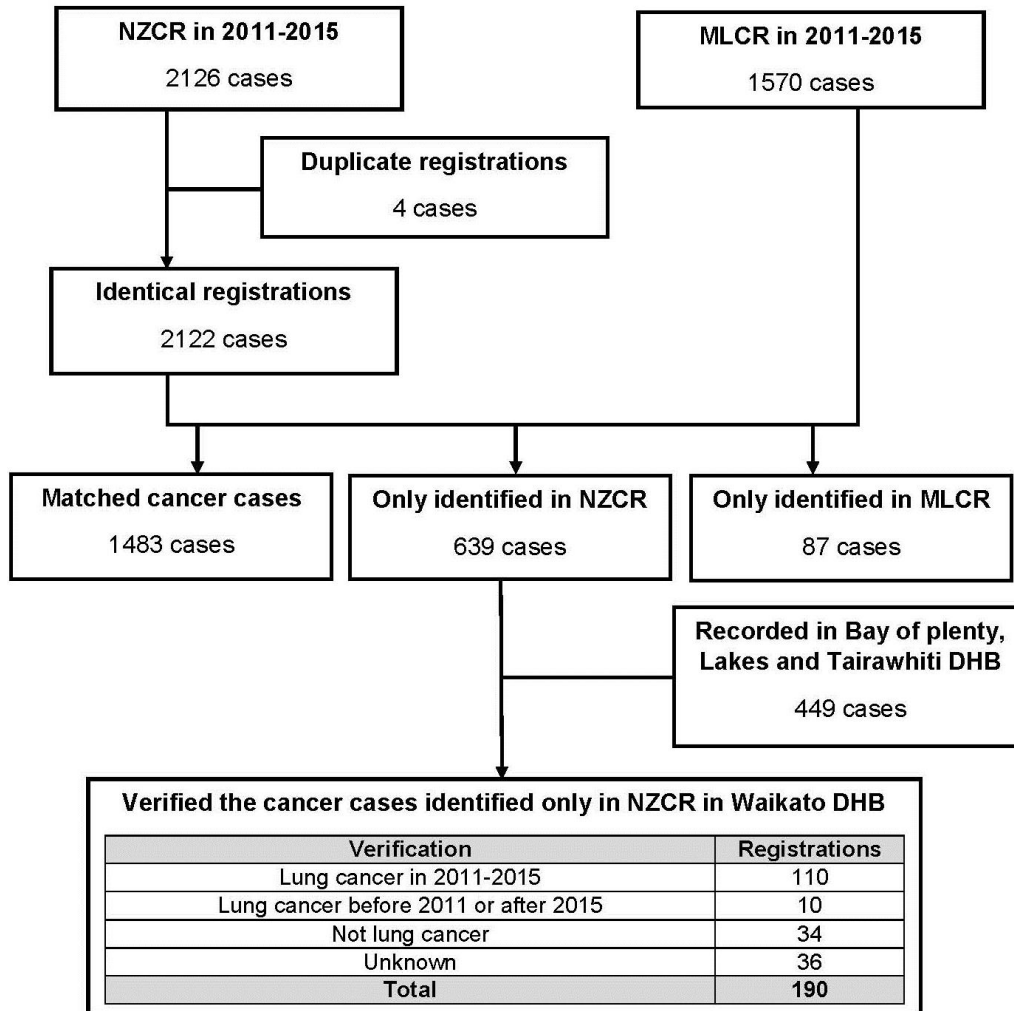 NZCR in 2011-2015
2126 cases
MLCR in 2011-2015
1570 cases
Duplicate registrations
4 cases
Identical registrations
2122 cases
Matched cancer cases
1483 cases
Only identified in NZCR
639 cases
Only identified in MLCR
87 cases
Recorded in Bay of plenty,
Lakes and Tairawhiti DHB
449 cases
Verified the cancer cases identified only in NZCR in Waikato DHB
Verification Registrations
Lung cancer in 2011-2015 110
Lung cancer before 2011 or after 2015 10
Not lung cancer 34
Unknown 36
Total 190